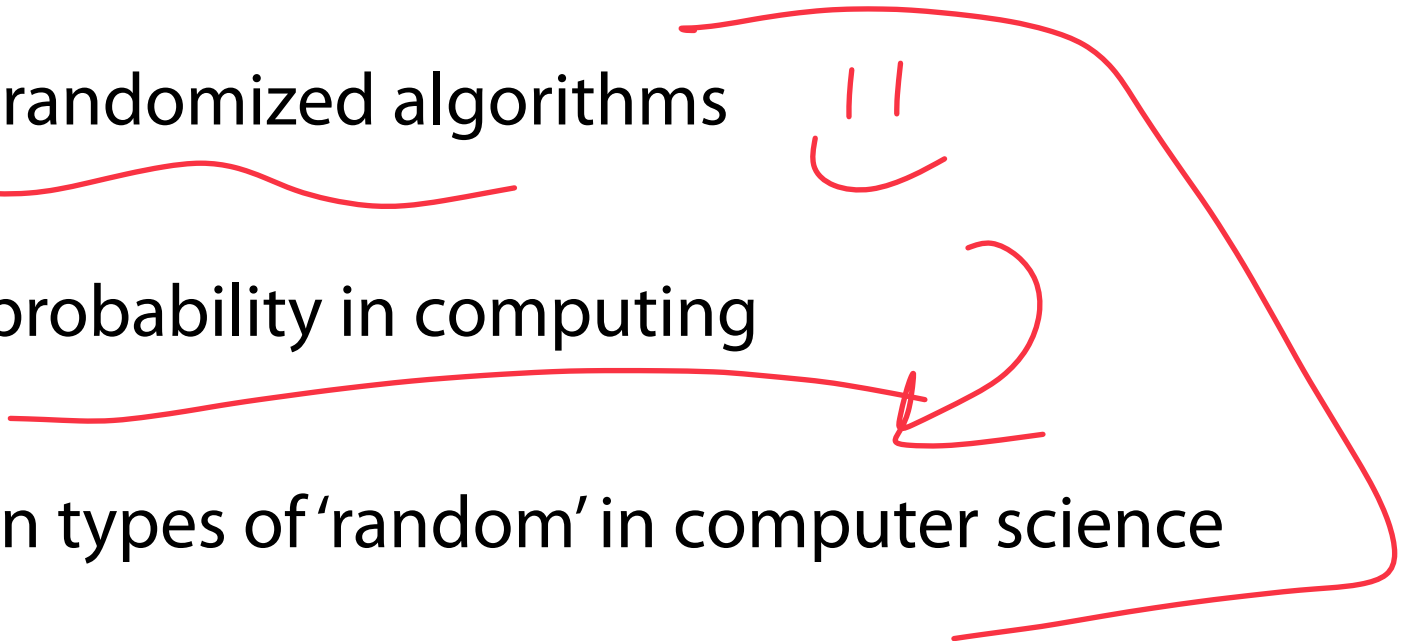 randomized algorithms
probability in computing
n types of ‘random’ in computer science